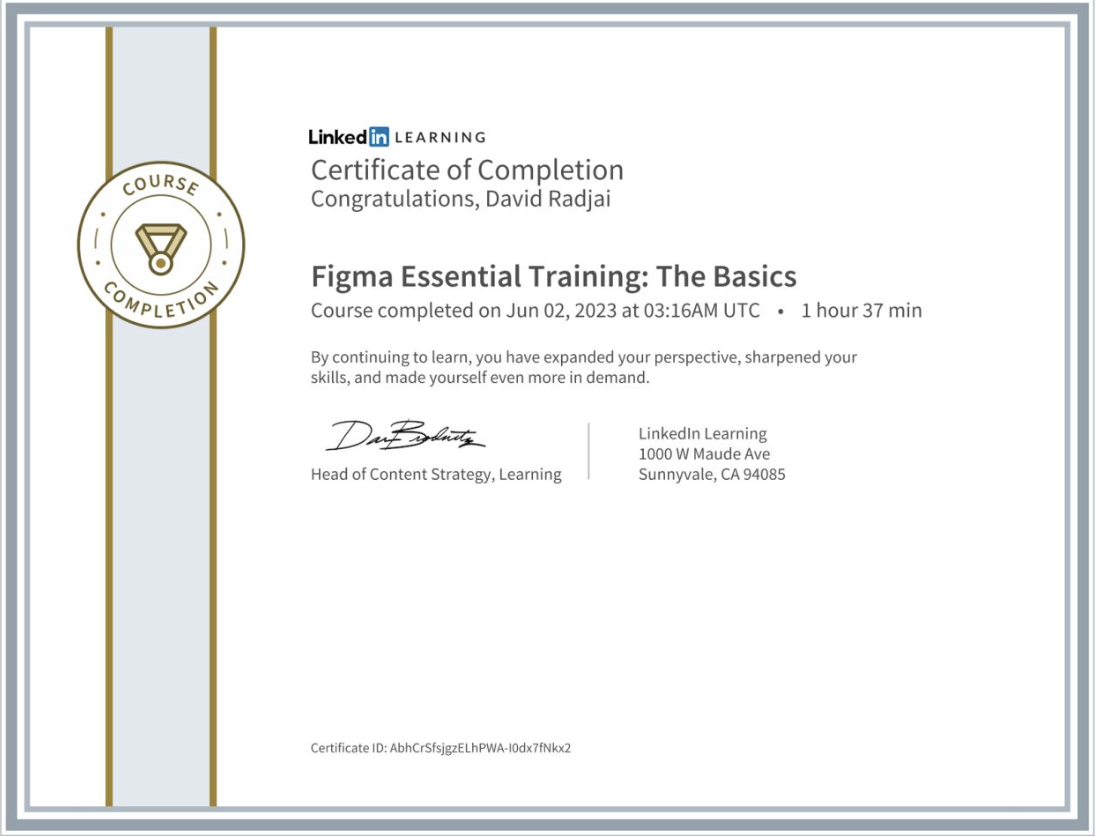 COURSE
COMPLETION
Linked in LEARNING
Certificate of Completion
Congratulations, David Radjai
Figma Essential Training: The Basics
Course completed on Jun 02, 2023 at 03:16AM UTC • 1 hour 37 min
By continuing to learn, you have expanded your perspective, sharpened your
skills, and made yourself even more in demand.
Head of Content Strategy, Learning
LinkedIn Learning
1000 W Maude Ave
Sunnyvale, CA 94085
Certificate ID: AbhCrSfsjgzELhPWA-I0dx7fNkx2